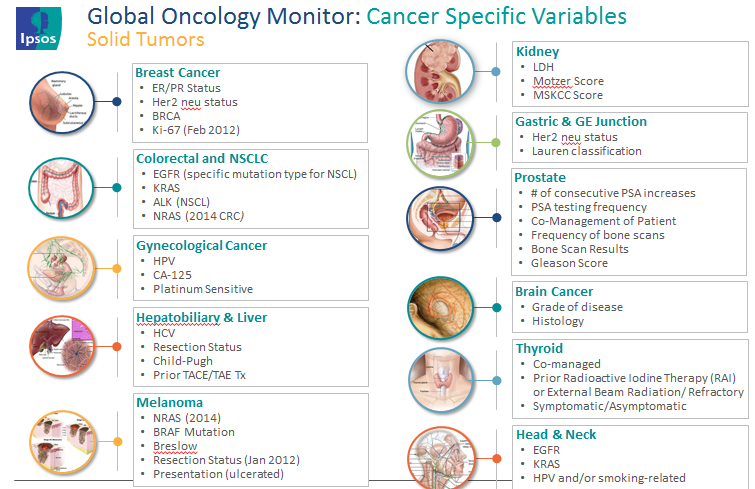 Ipsos
Global Oncology Monitor: Cancer Specific Variables
Solid Tumors
Breast Cancer
• ER/PR Status
• Her2 neu status
• BRCA
• Ki-67 (Feb 2012)
Colorectal and NSCLC
• EGFR (specific mutation type for NSCL)
• KRAS
• ALK (NSCL)
• NRAS (2014 CRC)
Gynecological Cancer
• HPV
• CA-125
• Platinum Sensitive
Hepatobiliary & Liver
• HCV
• Resection Status
• Child-Pugh
• Prior TACE/TAE Tx
Melanoma
• NRAS (2014)
• BRAF Mutation
• Breslow
• Resection Status (Jan 2012)
• Presentation (ulcerated)
Kidney
• LDH
• Motzer Score
• MSKCC Score
Gastric & GE Junction
• Her2 neu status
• Lauren classification
Prostate
• # of consecutive PSA increases
• PSA testing frequency
• Co-Management of Patient
• Frequency of bone scans
• Bone Scan Results
• Gleason Score
Brain Cancer
• Grade of disease
• Histology
Thyroid
• Co-managed
• Prior Radioactive Iodine Therapy (RAI)
or External Beam Radiation/ Refractory
• Symptomatic/Asymptomatic
Head & Neck
• EGFR
• KRAS
• HPV and/or smoking-related